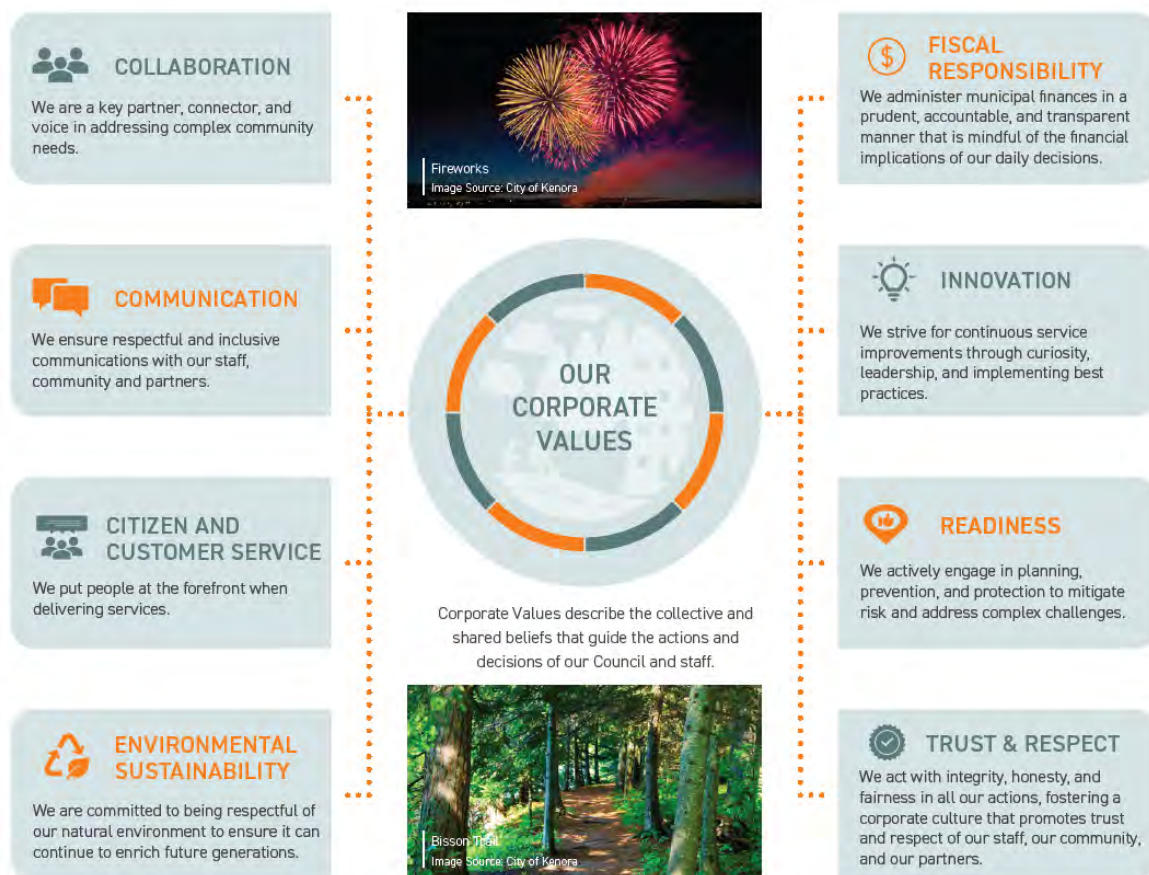 COLLABORATION
We are a key partner, connector, and
voice in addressing complex community
needs.
COMMUNICATION
We ensure respectful and inclusive
communications with our staff,
community and partners.
CITIZEN AND
CUSTOMER SERVICE
We put people at the forefront when
delivering services.
ENVIRONMENTAL
SUSTAINABILITY
We are committed to being respectful of
our natural environment to ensure it can
continue to enrich future generations.
Fireworks
Image Source: City of Kenora
OUR
CORPORATE
VALUES
Corporate Values describe the collective and
shared beliefs that guide the actions and
decisions of our Council and staff.
Bisson Trail
Image Source: City of Kenora
$
FISCAL
RESPONSIBILITY
We administer municipal finances in a
prudent, accountable, and transparent
manner that is mindful of the financial
implications of our daily decisions.
INNOVATION
We strive for continuous service
improvements through curiosity,
leadership, and implementing best
practices.
READINESS
We actively engage in planning,
prevention, and protection to mitigate
risk and address complex challenges.
TRUST & RESPECT
We act with integrity, honesty, and
fairness in all our actions, fostering a
corporate culture that promotes trust
and respect of our staff, our community,
and our partners.